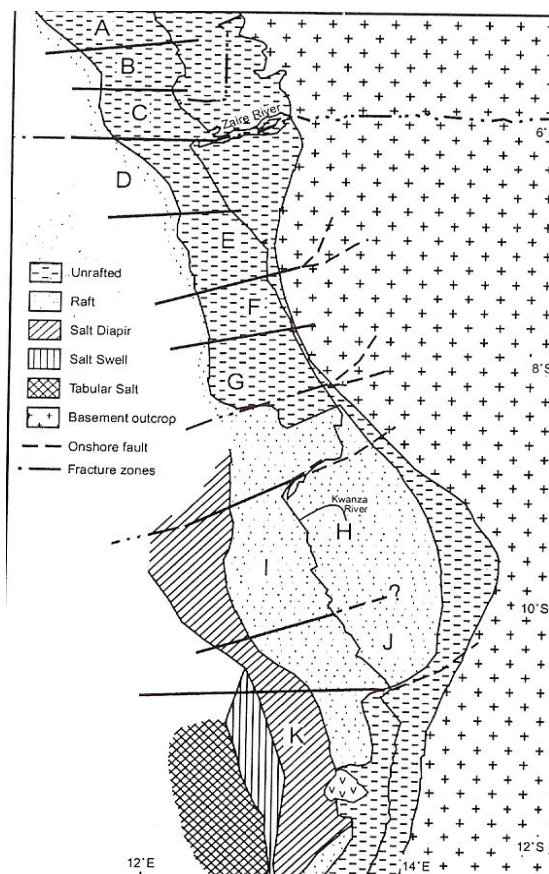 A
B
C
Zaire River
6°
D
E
F
8°S
G
Unrafted
Raft
Salt Diapir
Salt Swell
Tabular Salt
Basement outcrop
Onshore fault
Fracture zones
Kwanza
River
H
I
?
10°S
J
K
12°E
14°E
12°S